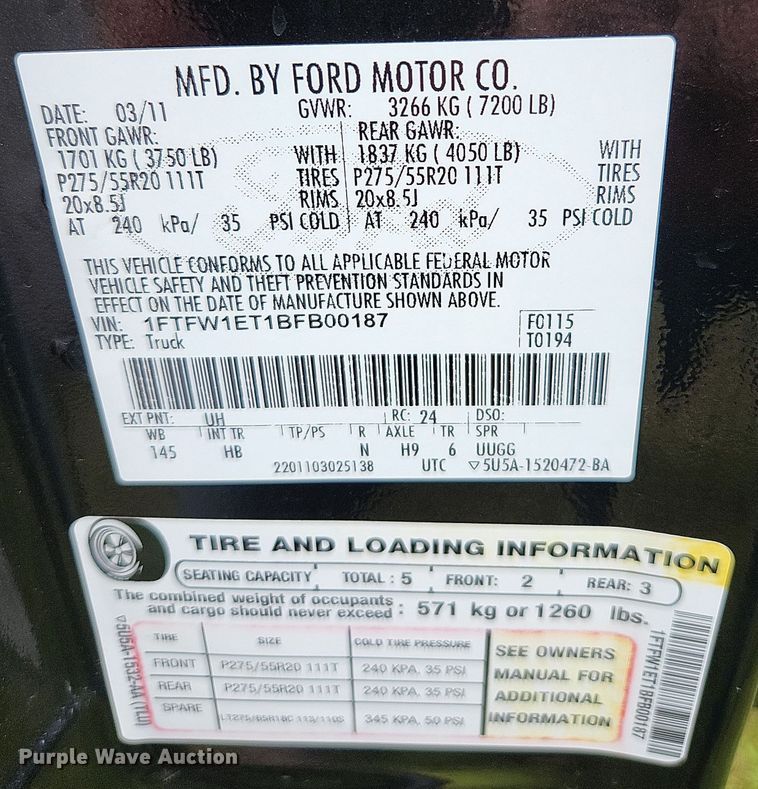 MFD. BY FORD MOTOR CO.
DATE: 03/11 GVWR: 3266 KG ( 7200 LB)
FRONT GAWR: REAR GAWR:
1701 KG ( 3750 LB) WITH 1837 KG ( 4050 LB) WITH
P275/55R20 111T TIRES P275/55R20 111T TIRES
20x8.5J RIMS 20x8.5J RIMS
AT 240 kPa/ 35 PSI COLD AT 240 kPa/ 35 PSI COLD
THIS VEHICLE CONFORMS TO ALL APPLICABLE FEDERAL MOTOR
VEHICLE SAFETY AND THEFT PREVENTION STANDARDS IN
EFFECT ON THE DATE OF MANUFACTURE SHOWN ABOVE.
VIN: 1FTFW1ET1BFB00187 F0115
TYPE: Truck T0194
EXT PNT: UH RC: 24 DSO:
WB INT TR TP/PS R AXLE TR SPR
145 HB N H9 6 UUGG
2201103025138 UTC ▽5U5A-1520472-BA
TIRE AND LOADING INFORMATION
SEATING CAPACITY TOTAL : 5 FRONT: 2 REAR: 3
The combined weight of occupants
and cargo should never exceed : 571 kg or 1260 lbs.
TIRE SIZE COLD TIRE PRESSURE
FRONT P275/55R20 111T 240 KPA, 35 PSI
REAR P275/55R20 111T 240 KPA, 35 PSI
SPARE 345 KPA, 50 PSI
SEE OWNERS
MANUAL FOR
ADDITIONAL
INFORMATION
1FTFW1ET1BFB00187
Purple Wave Auction